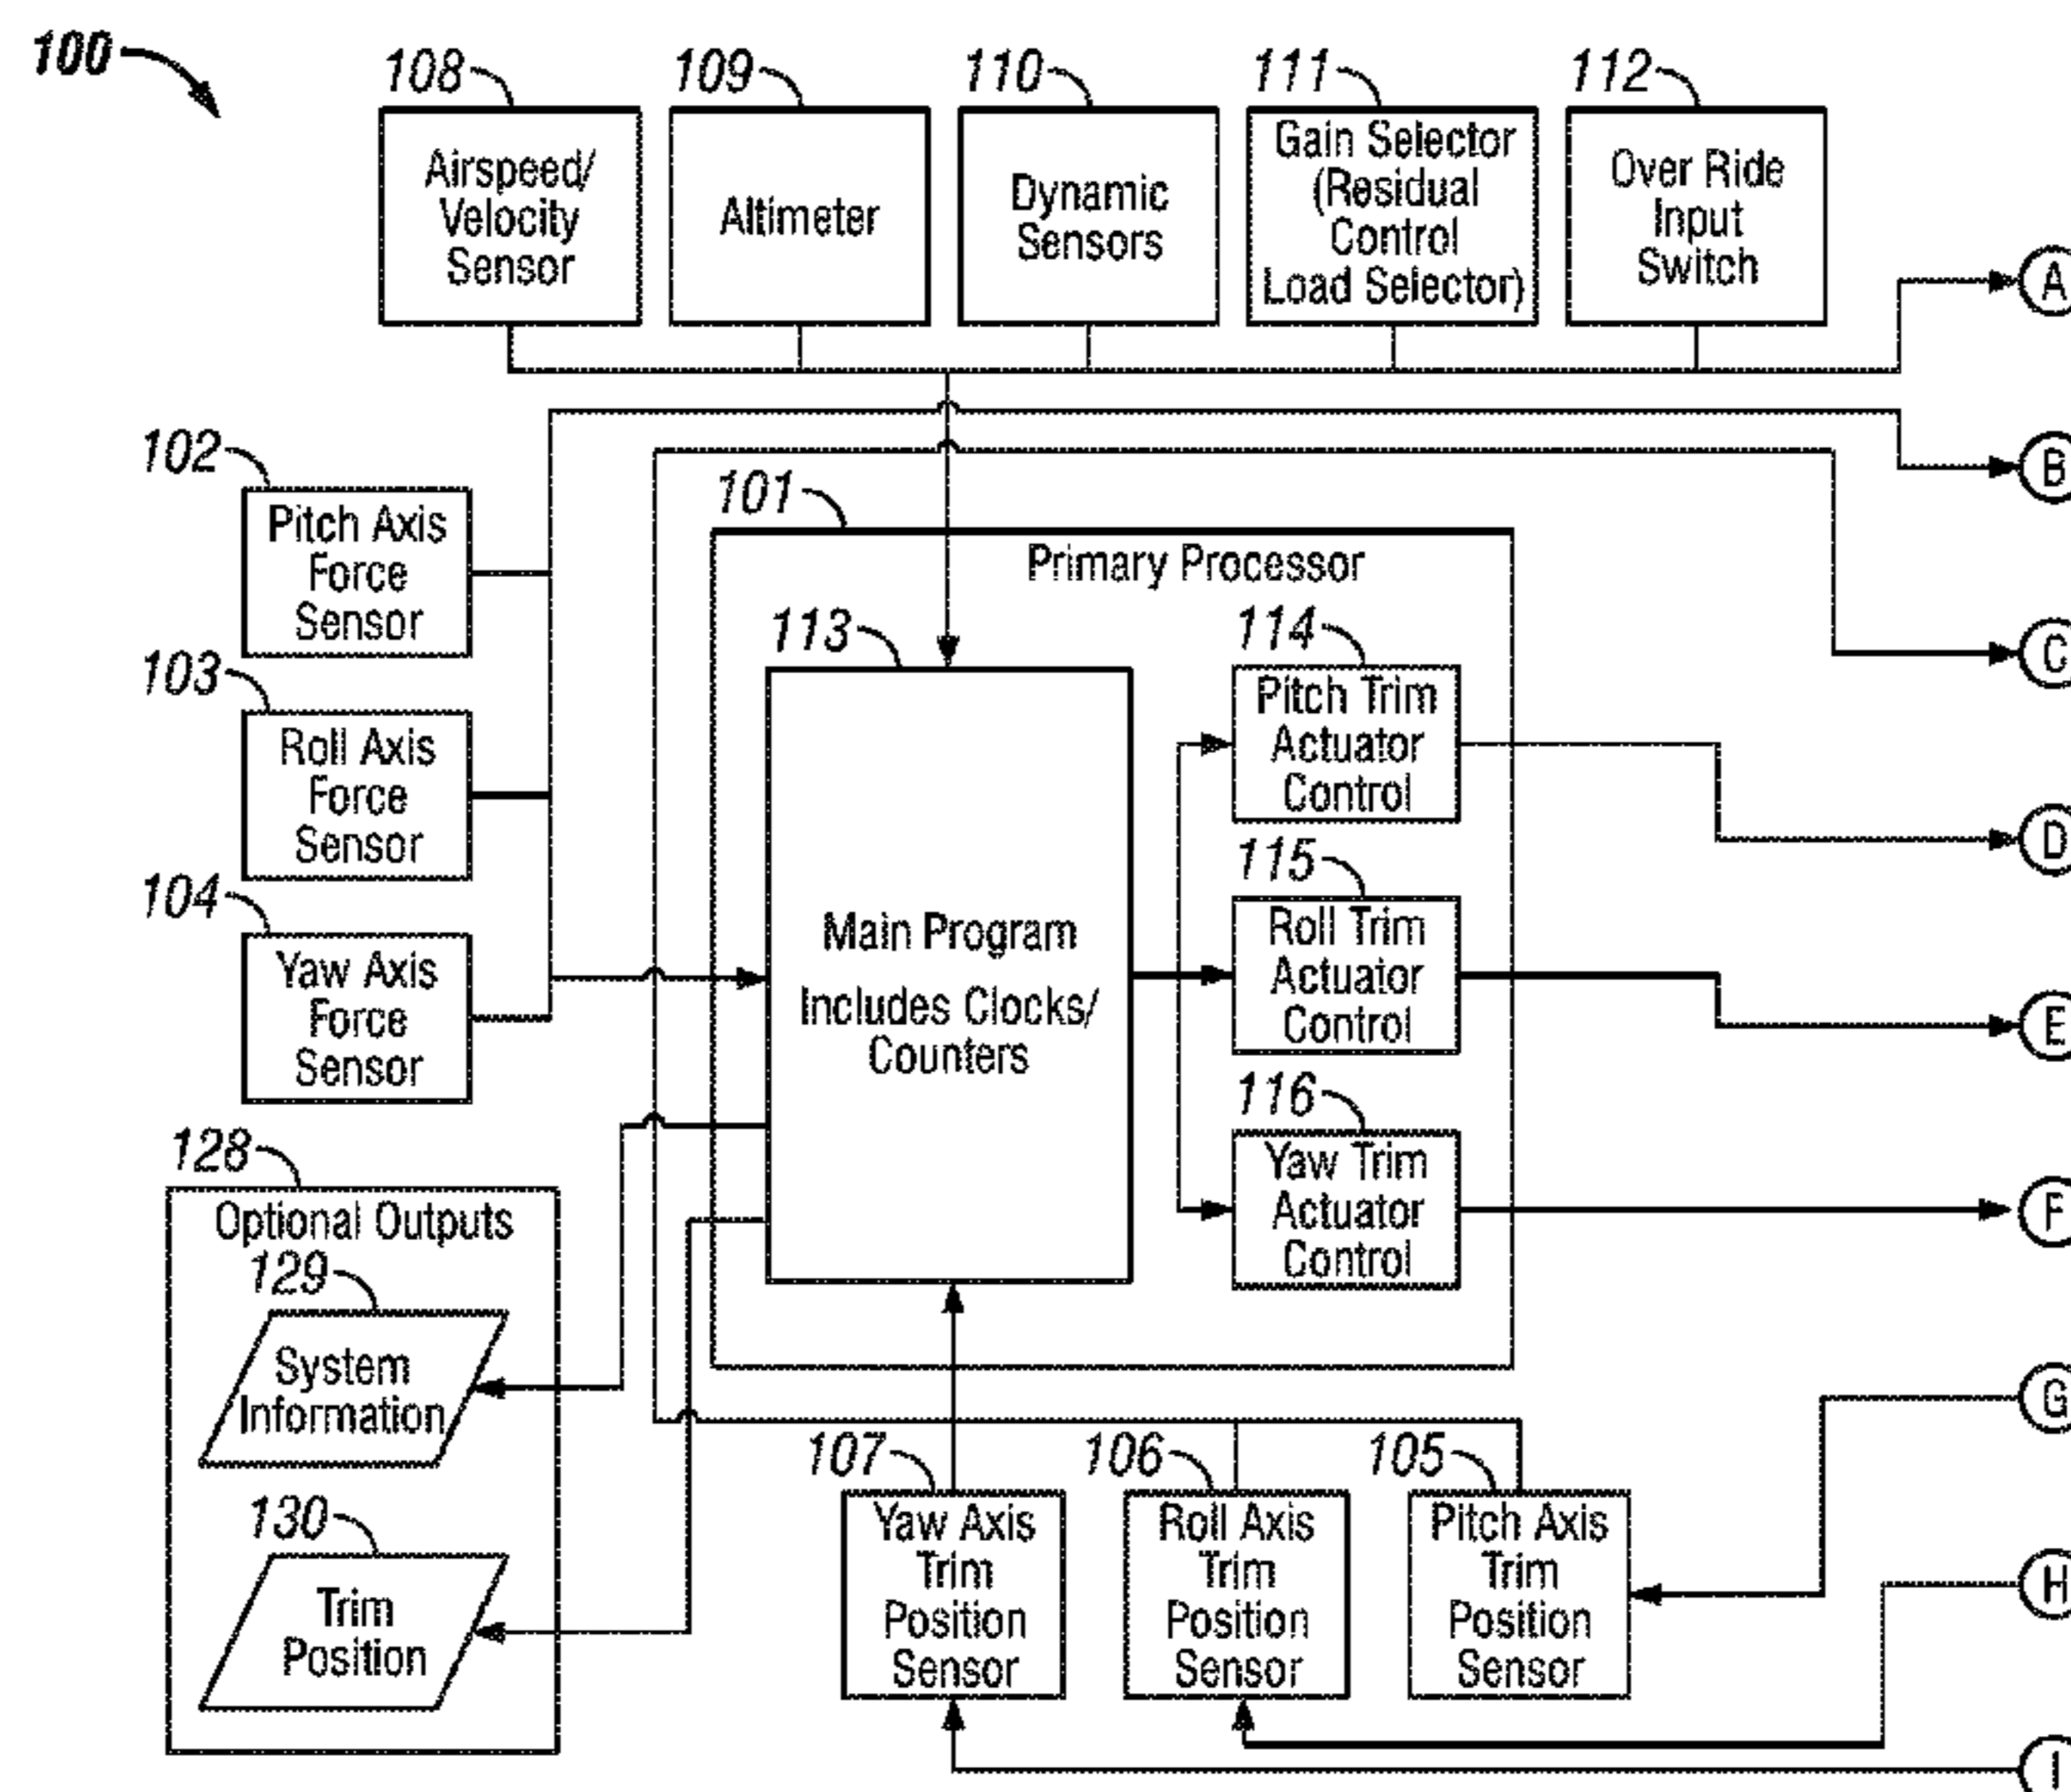 100
108
109
110
111
112
Airspeed/
Velocity
Sensor
Altimeter
Dynamic
Sensors
Gain Selector
(Residual
Control
Load Selector)
Over Ride
Input
Switch
A
B
C
102
Pitch Axis
Force
Sensor
103
Roll Axis
Force
Sensor
104
Yaw Axis
Force
Sensor
101
Primary Processor
113
Main Program
Includes Clocks/
Counters
114
Pitch Trim
Actuator
Control
115
Roll Trim
Actuator
Control
116
Yaw Trim
Actuator
Control
D
E
F
128
Optional Outputs
129
System
Information
130
Trim
Position
107
Yaw Axis
Trim
Position
Sensor
106
Roll Axis
Trim
Position
Sensor
105
Pitch Axis
Trim
Position
Sensor
G
H
I